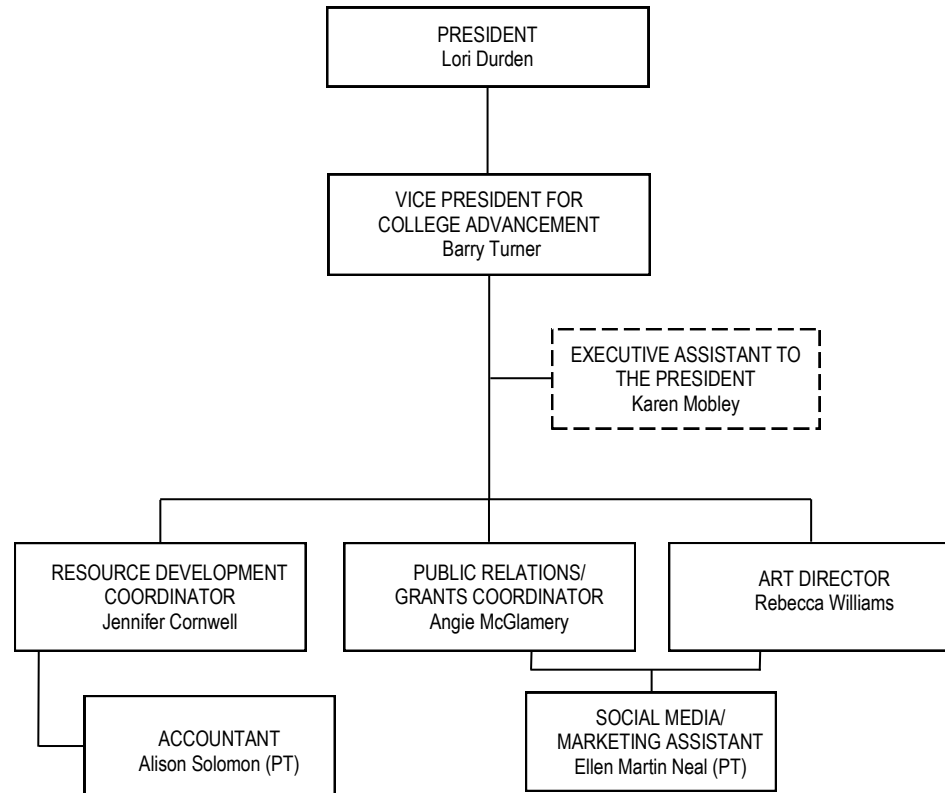 PRESIDENT
Lori Durden
VICE PRESIDENT FOR
COLLEGE ADVANCEMENT
Barry Turner
EXECUTIVE ASSISTANT TO
THE PRESIDENT
Karen Mobley
RESOURCE DEVELOPMENT
COORDINATOR
Jennifer Cornwell
PUBLIC RELATIONS/
GRANTS COORDINATOR
Angie McGlamery
ART DIRECTOR
Rebecca Williams
ACCOUNTANT
Alison Solomon (PT)
SOCIAL MEDIA/
MARKETING ASSISTANT
Ellen Martin Neal (PT)